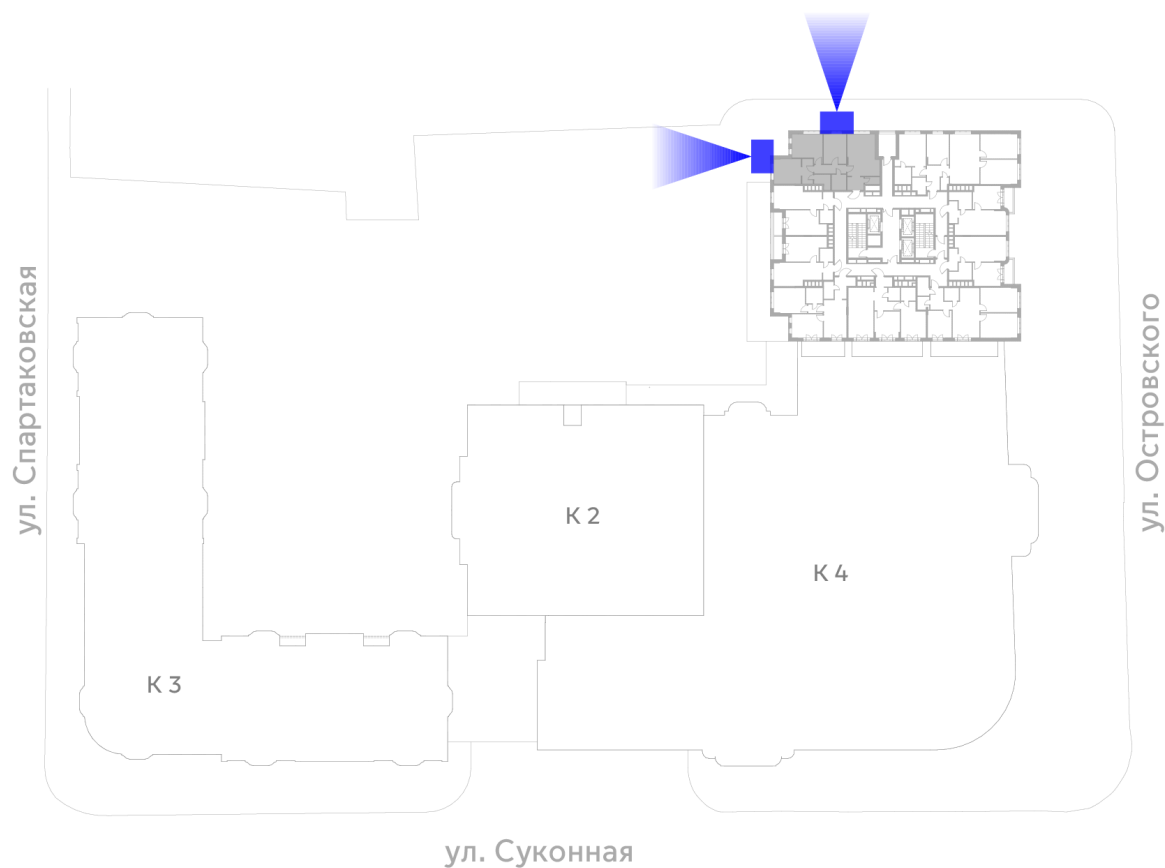 ул. Спартаковская
ул. Островского
К 2
К 4
К 3
ул. Суконная